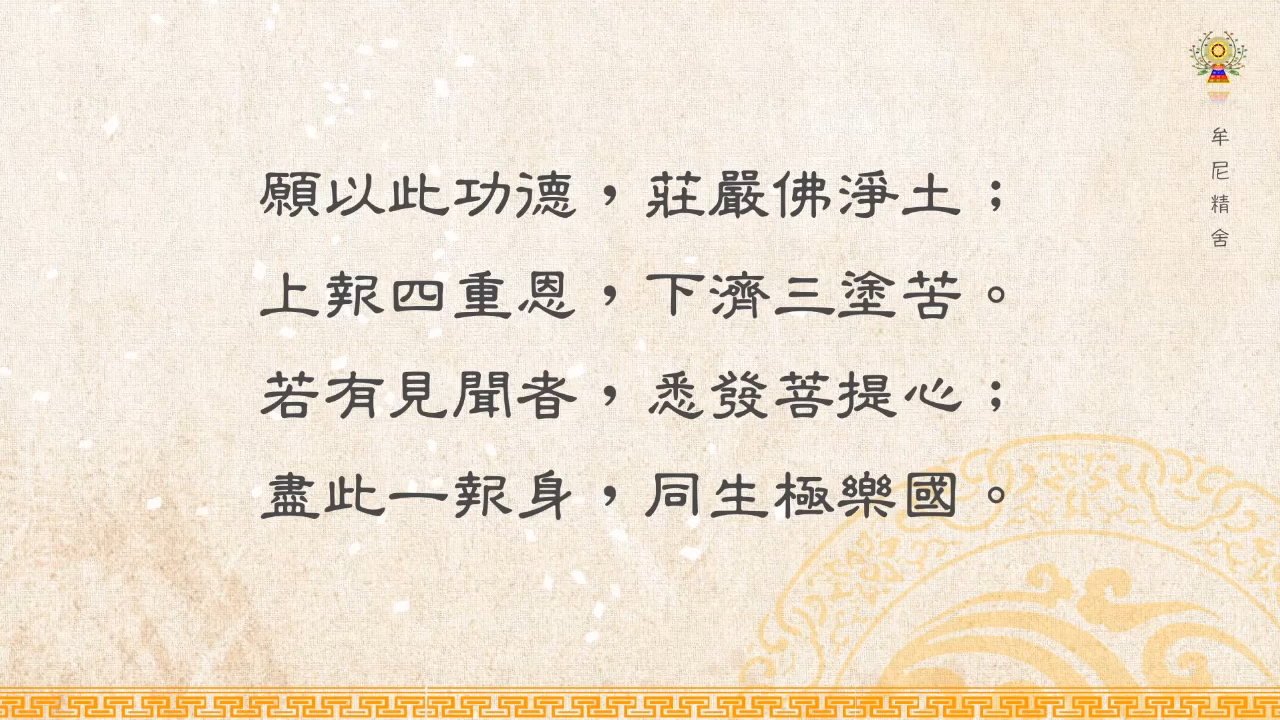 願以此功德，莊嚴佛淨土；
上報四重恩，下濟三塗苦。
若有見聞者，悉發菩提心；
盡此一報身，同生極樂國。
牟尼精舍